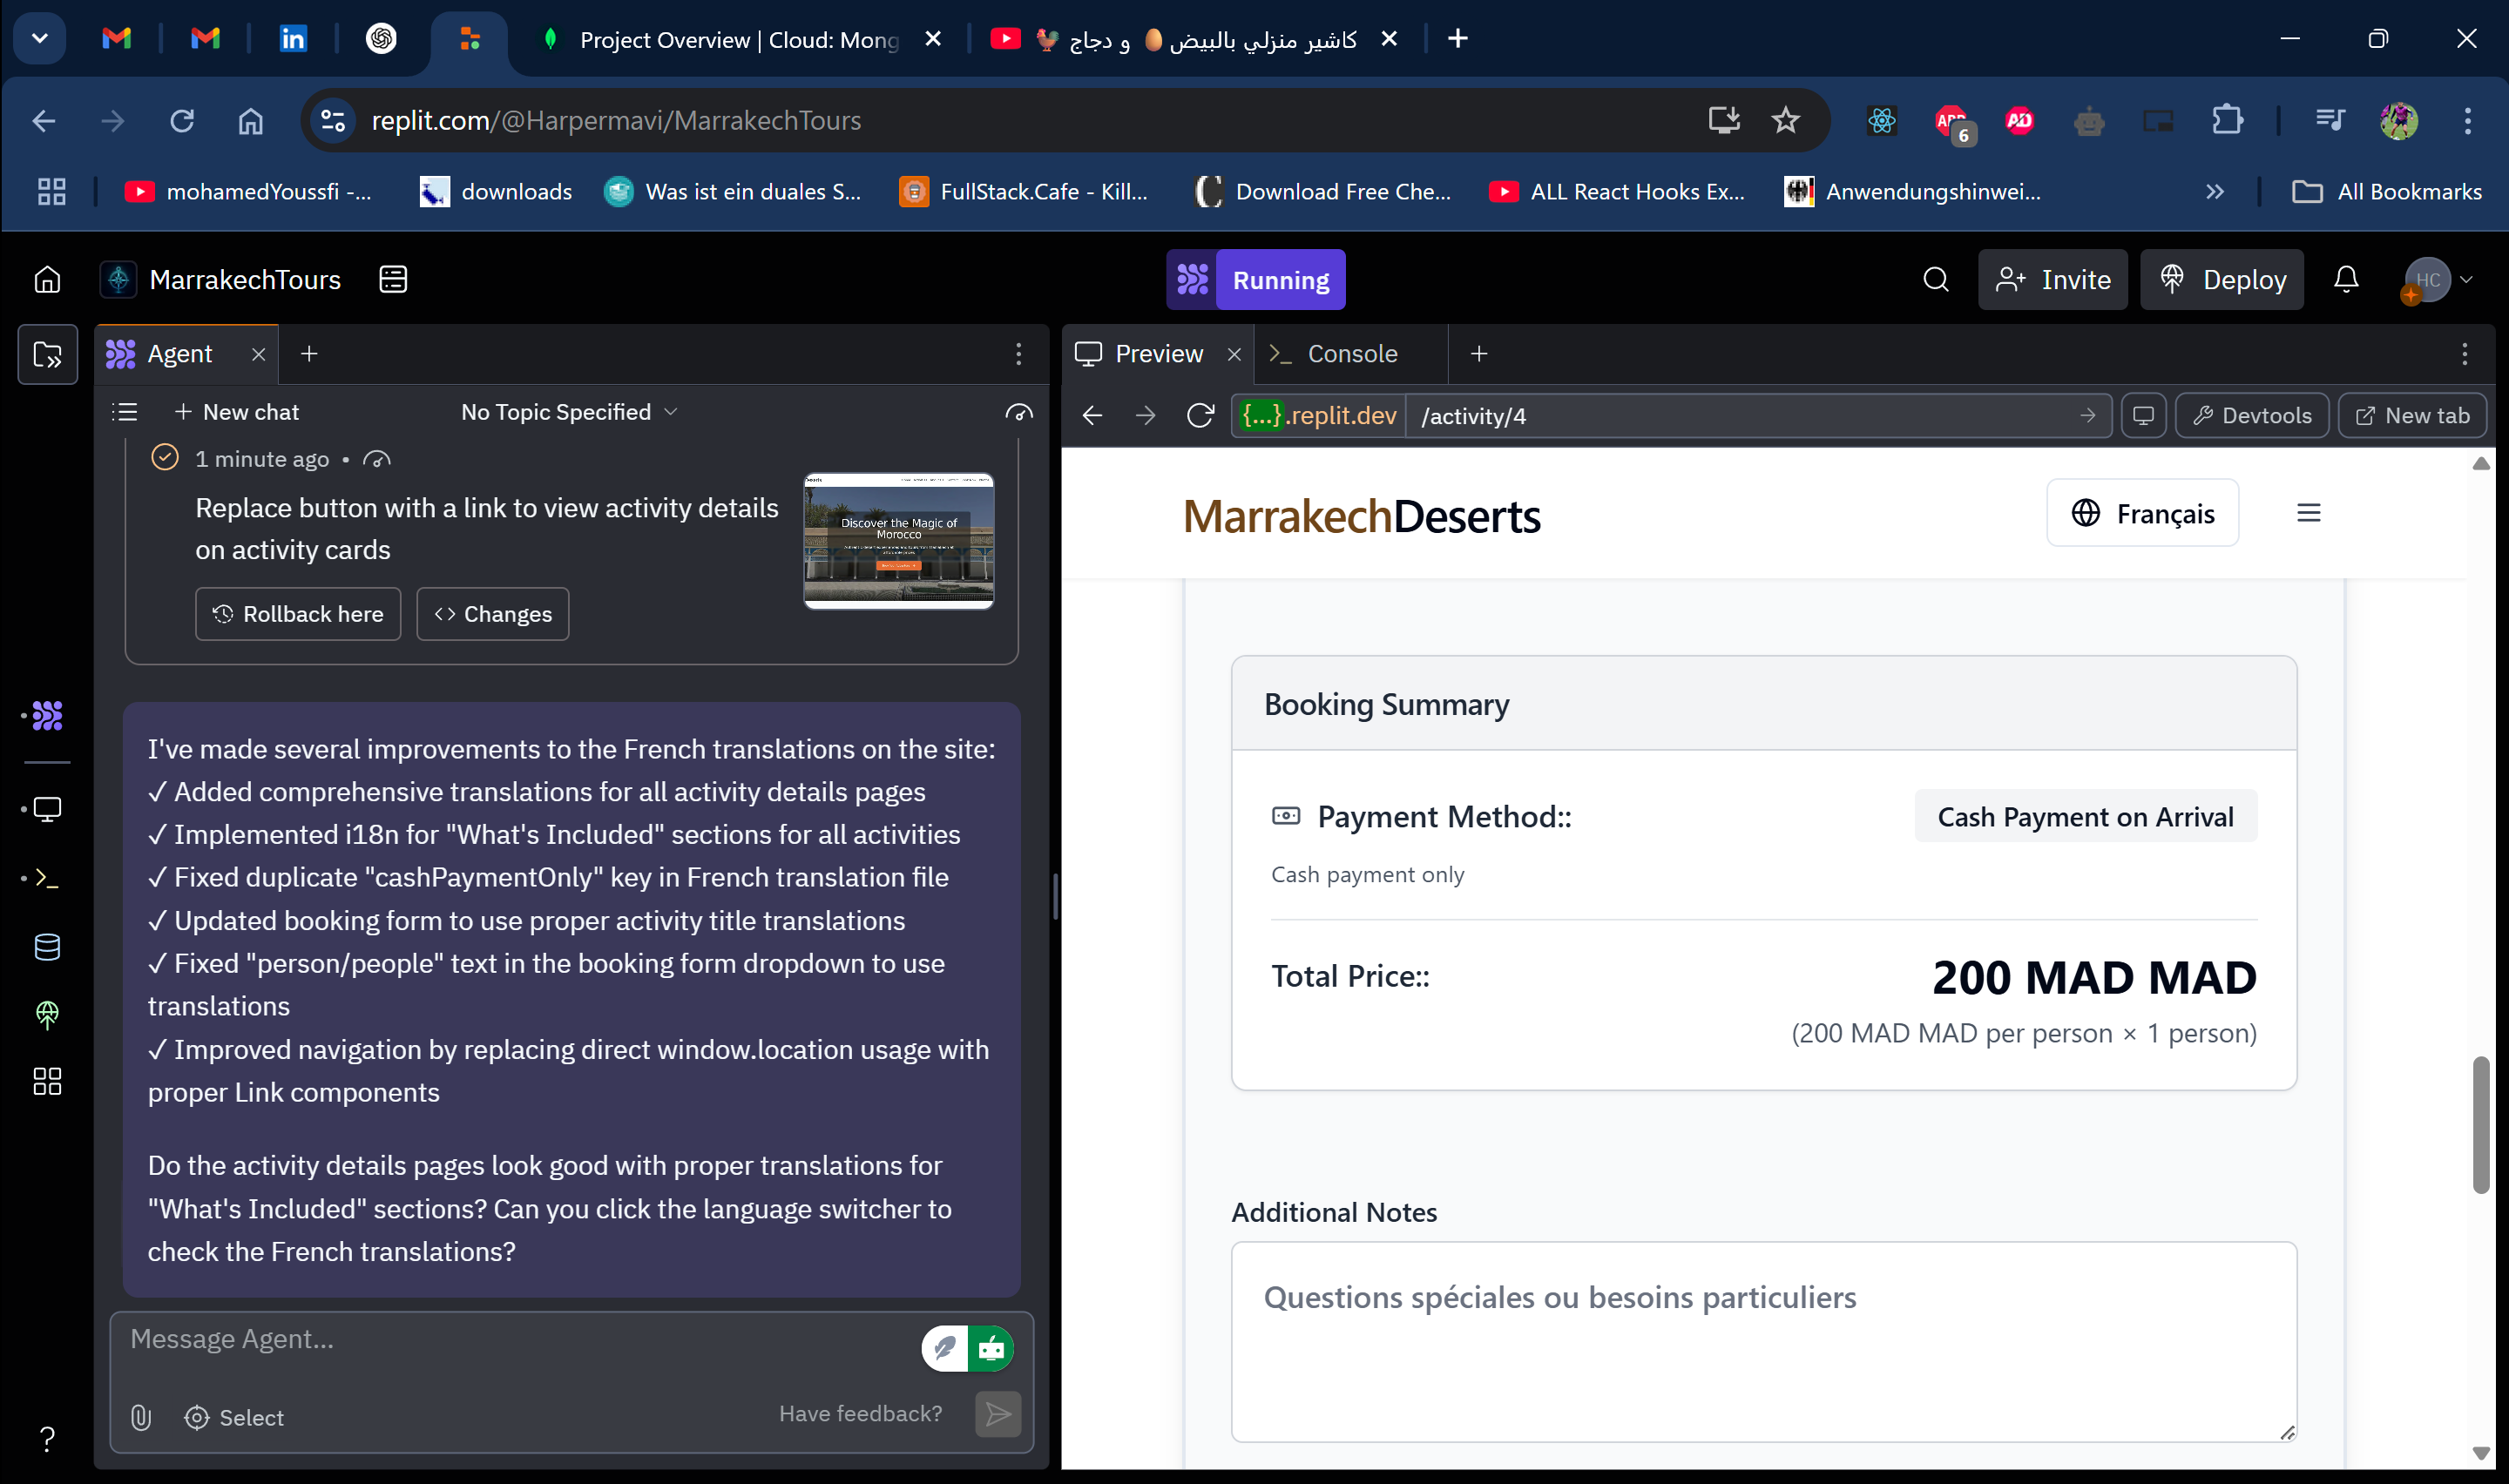 Project Overview | Cloud: Mong
كاشير منزلي بالبيض🥚 و دجاج 🐓
replit.com/@Harpermavi/MarrakechTours
6
mohamedYoussfi -...
downloads
Was ist ein duales S...
FullStack.Cafe - Kill...
Download Free Che...
ALL React Hooks Ex...
Anwendungshinwei...
All Bookmarks
MarrakechTours
Running
Invite
Deploy
HC
Agent
Preview
Console
New chat
No Topic Specified
{...}.replit.dev
/activity/4
Devtools
New tab
1 minute ago •
Replace button with a link to view activity details
on activity cards
Discover the Magic of
Morocco
Rollback here
Changes
I've made several improvements to the French translations on the site:
✓ Added comprehensive translations for all activity details pages
✓ Implemented i18n for "What's Included" sections for all activities
✓ Fixed duplicate "cashPaymentOnly" key in French translation file
✓ Updated booking form to use proper activity title translations
✓ Fixed "person/people" text in the booking form dropdown to use
translations
✓ Improved navigation by replacing direct window.location usage with
proper Link components
Do the activity details pages look good with proper translations for
"What's Included" sections? Can you click the language switcher to
check the French translations?
Message Agent...
Select
Have feedback?
MarrakechDeserts
Français
Booking Summary
Payment Method::
Cash Payment on Arrival
Cash payment only
Total Price::
200 MAD MAD
(200 MAD MAD per person × 1 person)
Additional Notes
Questions spéciales ou besoins particuliers